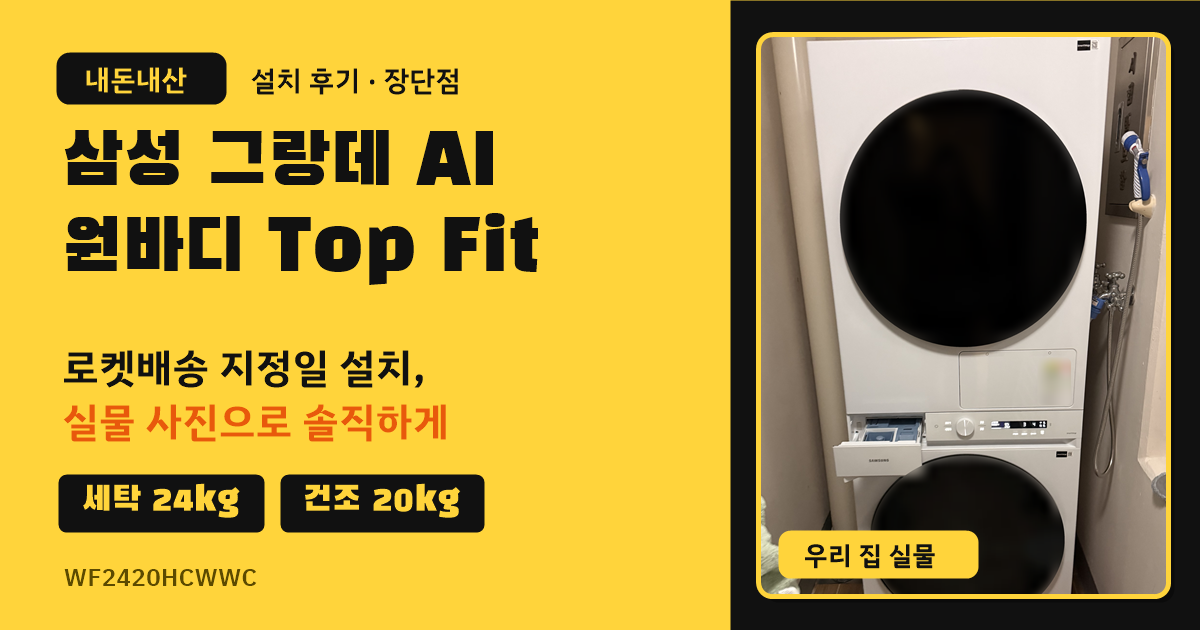 내돈내산 설치 후기 · 장단점
삼성 그랑데 AI
원바디 Top Fit
로켓배송 지정일 설치,
실물 사진으로 솔직하게
세탁 24kg 건조 20kg
WF2420HCWWC
SAMSUNG
우리 집 실물